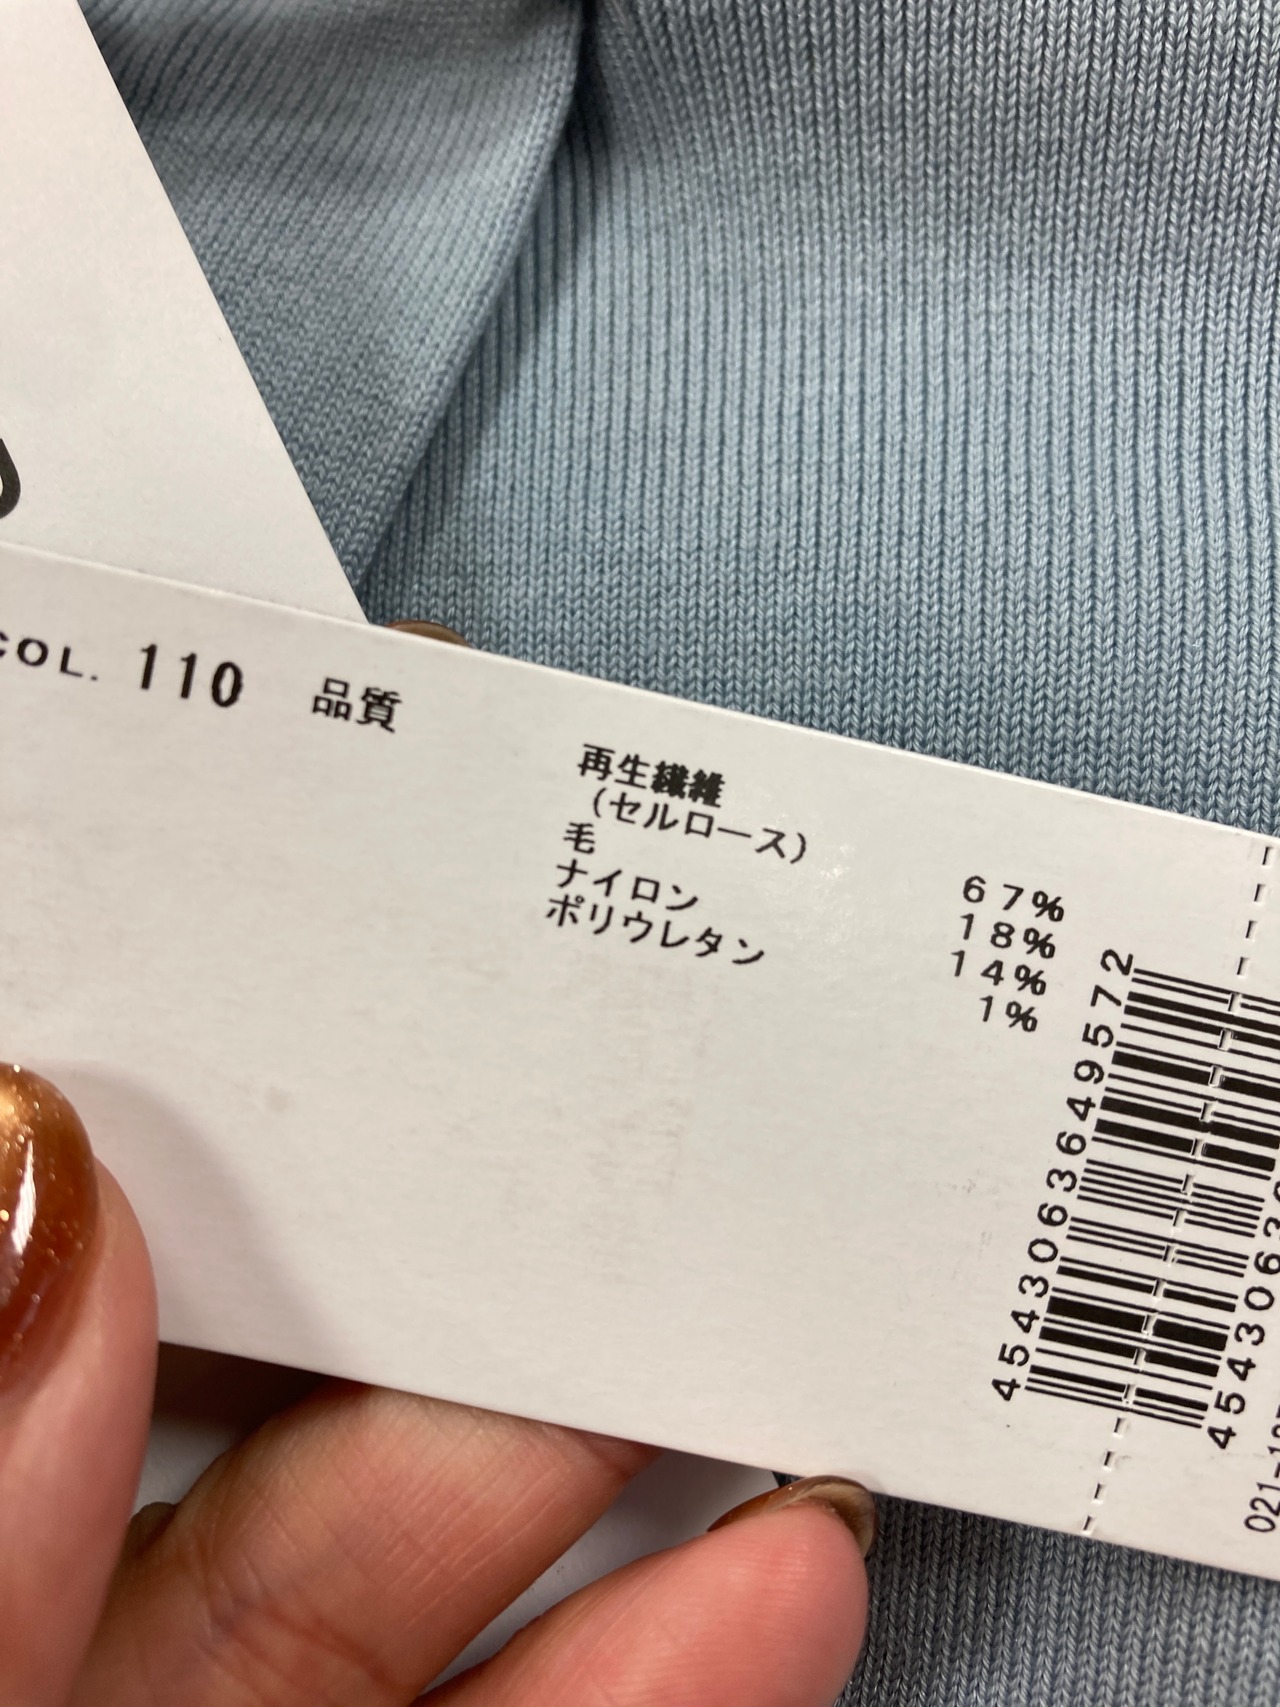 COL. 110 品質
再生繊維
(セルロース)
毛
ナイロン
ポリウレタン
67%
18%
14%
1%
4543063649572